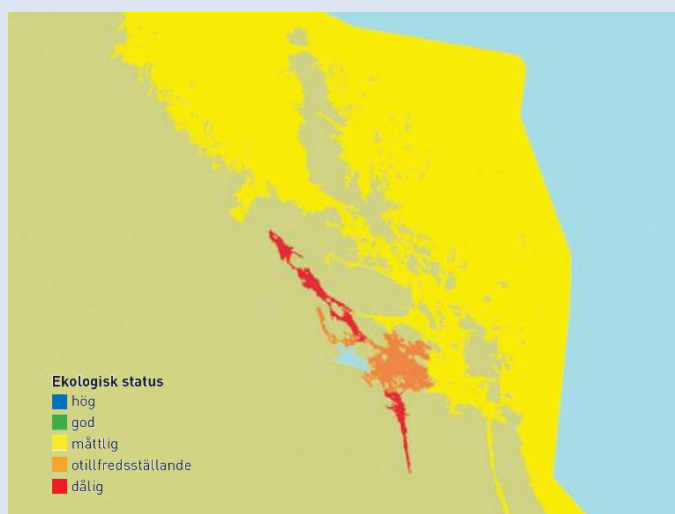 Ekologisk status
hög
god
måttlig
otillfredsställande
dålig